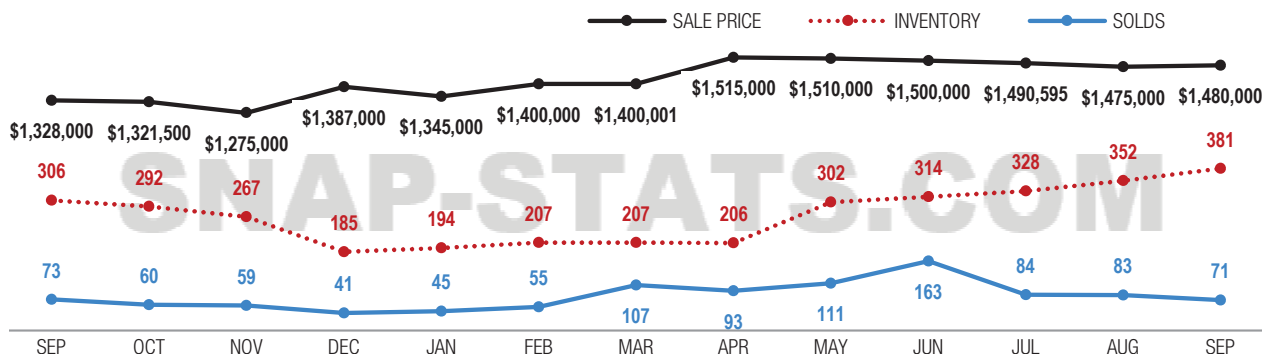 SALE PRICE INVENTORY SOLDS
$1,328,000 $1,321,500 $1,275,000 $1,387,000 $1,345,000 $1,400,000 $1,400,001 $1,515,000 $1,510,000 $1,500,000 $1,490,595 $1,475,000 $1,480,000
SNAP-STATS.COM
306 292 267 185 194 207 207 206 302 314 328 352 381
73 60 59 41 45 55 107 93 111 163 84 83 71
SEP OCT NOV DEC JAN FEB MAR APR MAY JUN JUL AUG SEP